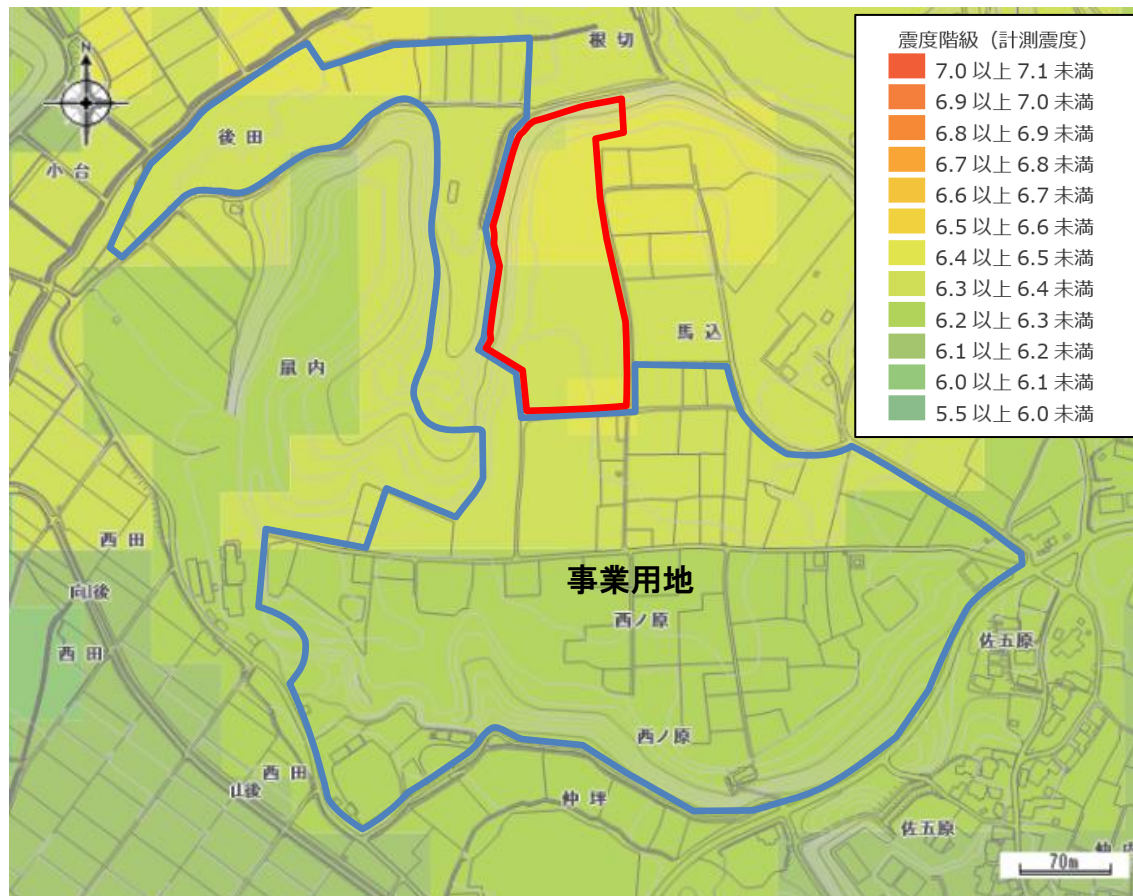 震度階級（計測震度）
7.0 以上 7.1 未満
6.9 以上 7.0 未満
6.8 以上 6.9 未満
6.7 以上 6.8 未満
6.6 以上 6.7 未満
6.5 以上 6.6 未満
6.4 以上 6.5 未満
6.3 以上 6.4 未満
6.2 以上 6.3 未満
6.1 以上 6.2 未満
6.0 以上 6.1 未満
5.5 以上 6.0 未満
N
根切
後田
小台
馬込
鼠内
西田
向山後
西田
事業用地
西ノ原
佐五原
西ノ原
西田
山後
仲坪
佐五原
70m